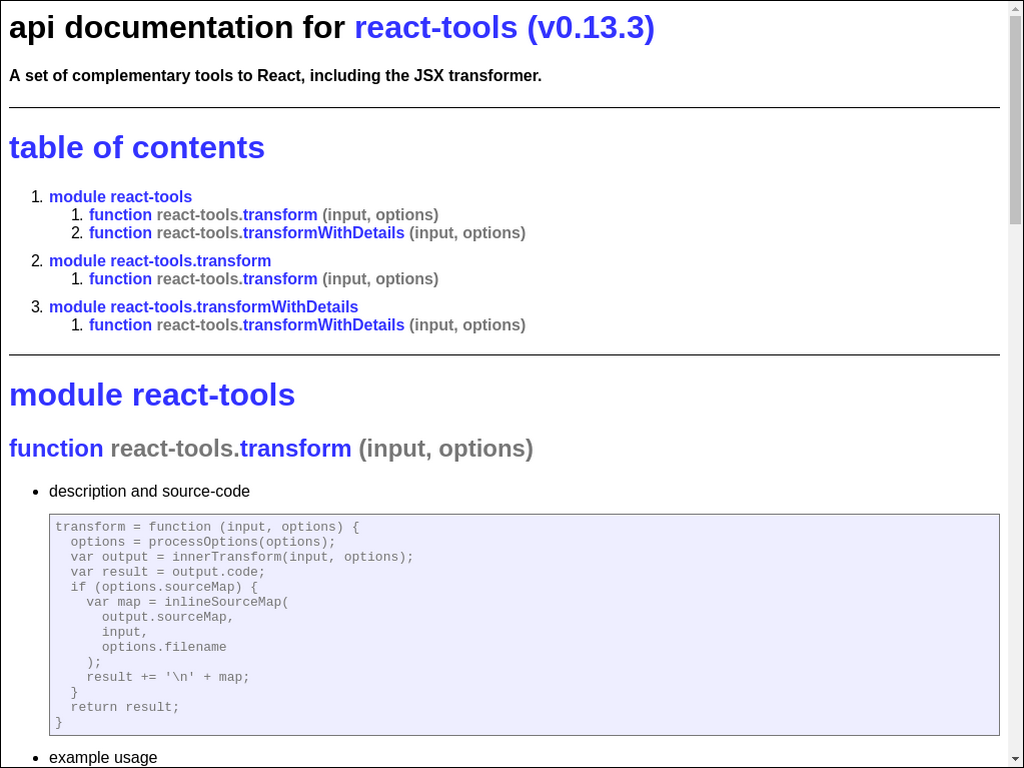 api documentation for react-tools (v0.13.3)
A set of complementary tools to React, including the JSX transformer.
table of contents
1. module react-tools
1. function react-tools.transform (input, options)
2. function react-tools.transformWithDetails (input, options)
2. module react-tools.transform
1. function react-tools.transform (input, options)
3. module react-tools.transformWithDetails
1. function react-tools.transformWithDetails (input, options)
module react-tools
function react-tools.transform (input, options)
• description and source-code
transform = function (input, options) {
  options = processOptions(options);
  var output = innerTransform(input, options);
  var result = output.code;
  if (options.sourceMap) {
    var map = inlineSourceMap(
      output.sourceMap,
      input,
      options.filename
    );
    result += '\n' + map;
  }
  return result;
}
• example usage